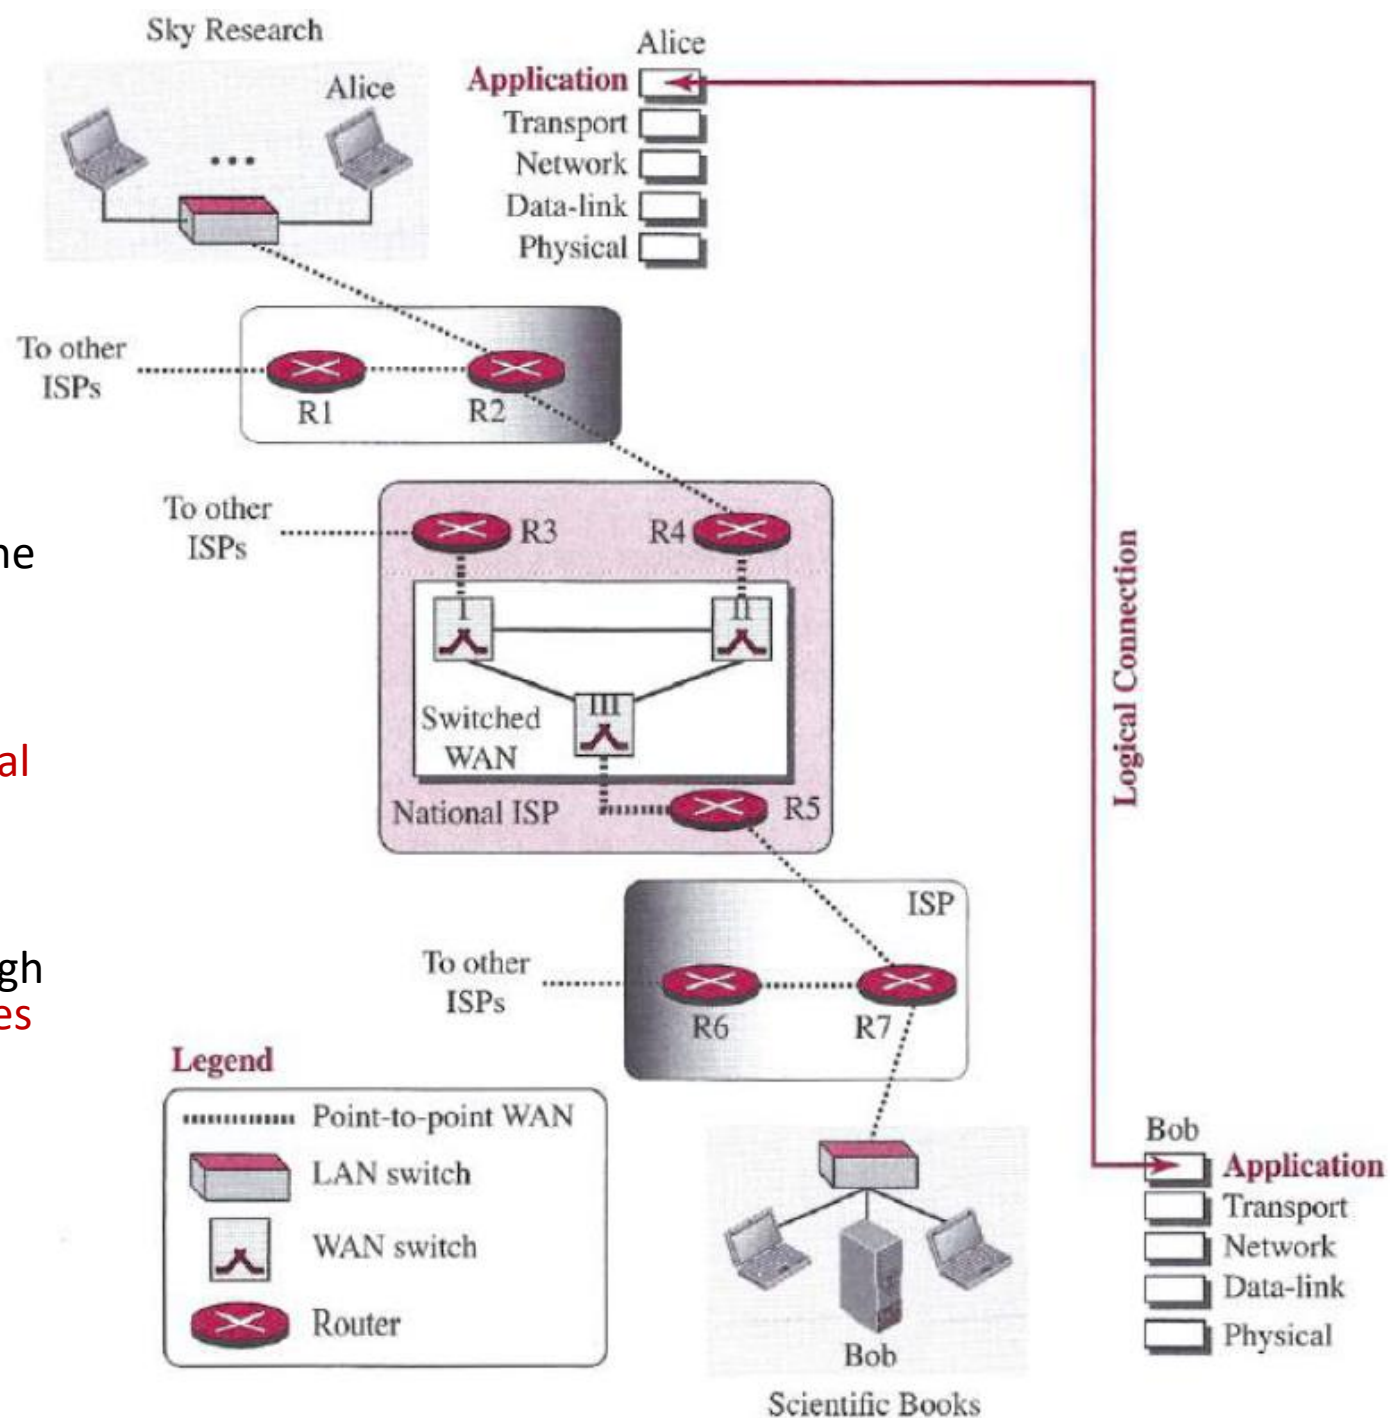 Sky Research
Alice
Alice
Application
Transport
Network
Data-link
Physical
To other
ISPs
R1
R2
To other
ISPs
R3
R4
I
II
III
Switched
WAN
National ISP
R5
Logical Connection
ISP
To other
ISPs
R6
R7
Legend
Point-to-point WAN
LAN switch
WAN switch
Router
Bob
Scientific Books
Bob
Application
Transport
Network
Data-link
Physical